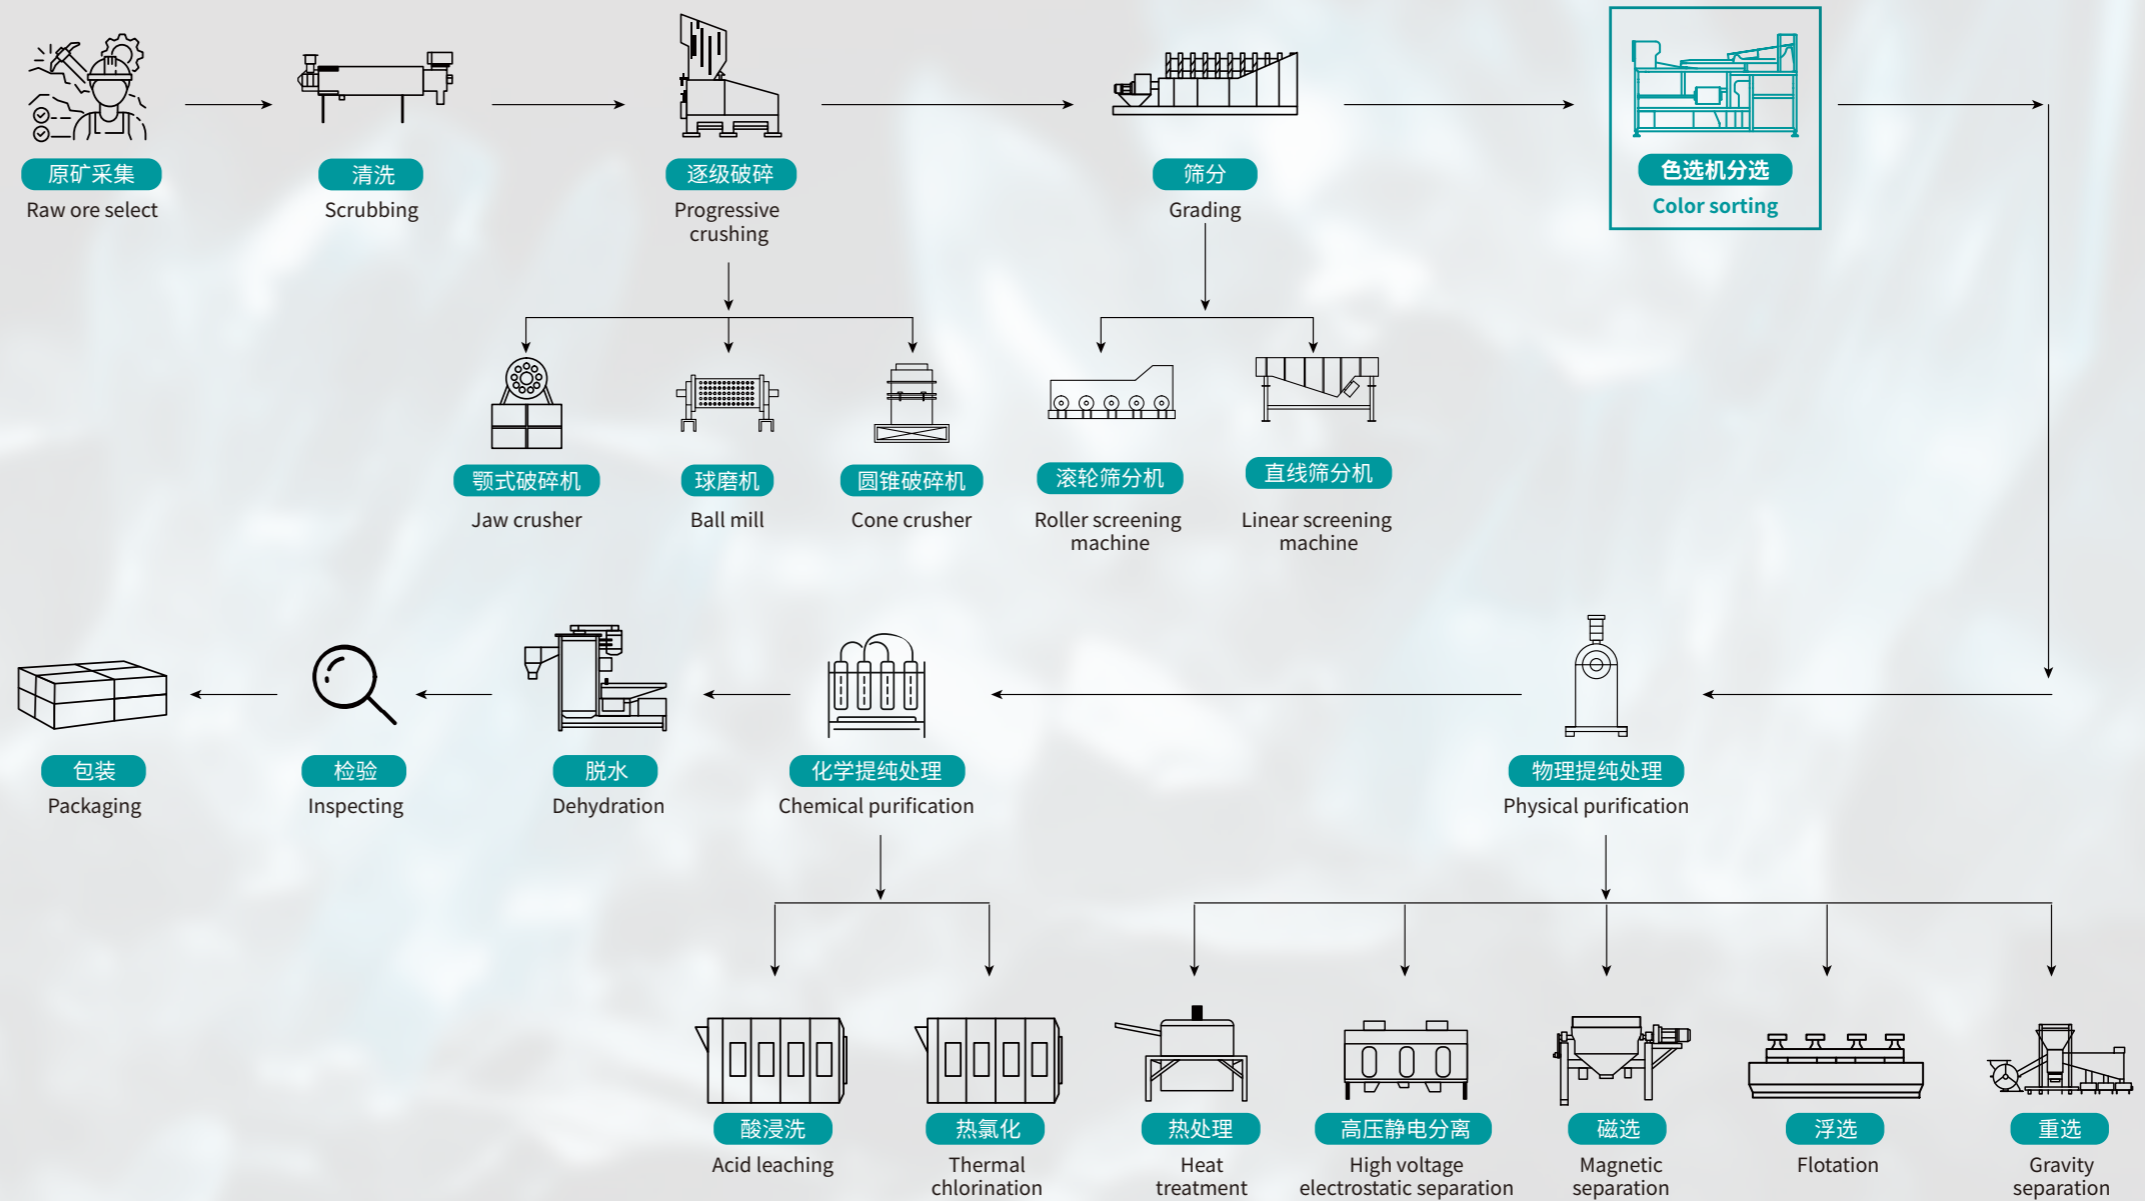 原矿采集
Raw ore select
清洗
Scrubbing
逐级破碎
Progressive
crushing
筛分
Grading
色选机分选
Color sorting
颚式破碎机
Jaw crusher
球磨机
Ball mill
圆锥破碎机
Cone crusher
滚轮筛分机
Roller screening
machine
直线筛分机
Linear screening
machine
包装
Packaging
检验
Inspecting
脱水
Dehydration
化学提纯处理
Chemical purification
物理提纯处理
Physical purification
酸浸洗
Acid leaching
热氯化
Thermal
chlorination
热处理
Heat
treatment
高压静电分离
High voltage
electrostatic separation
磁选
Magnetic
separation
浮选
Flotation
重选
Gravity
separation